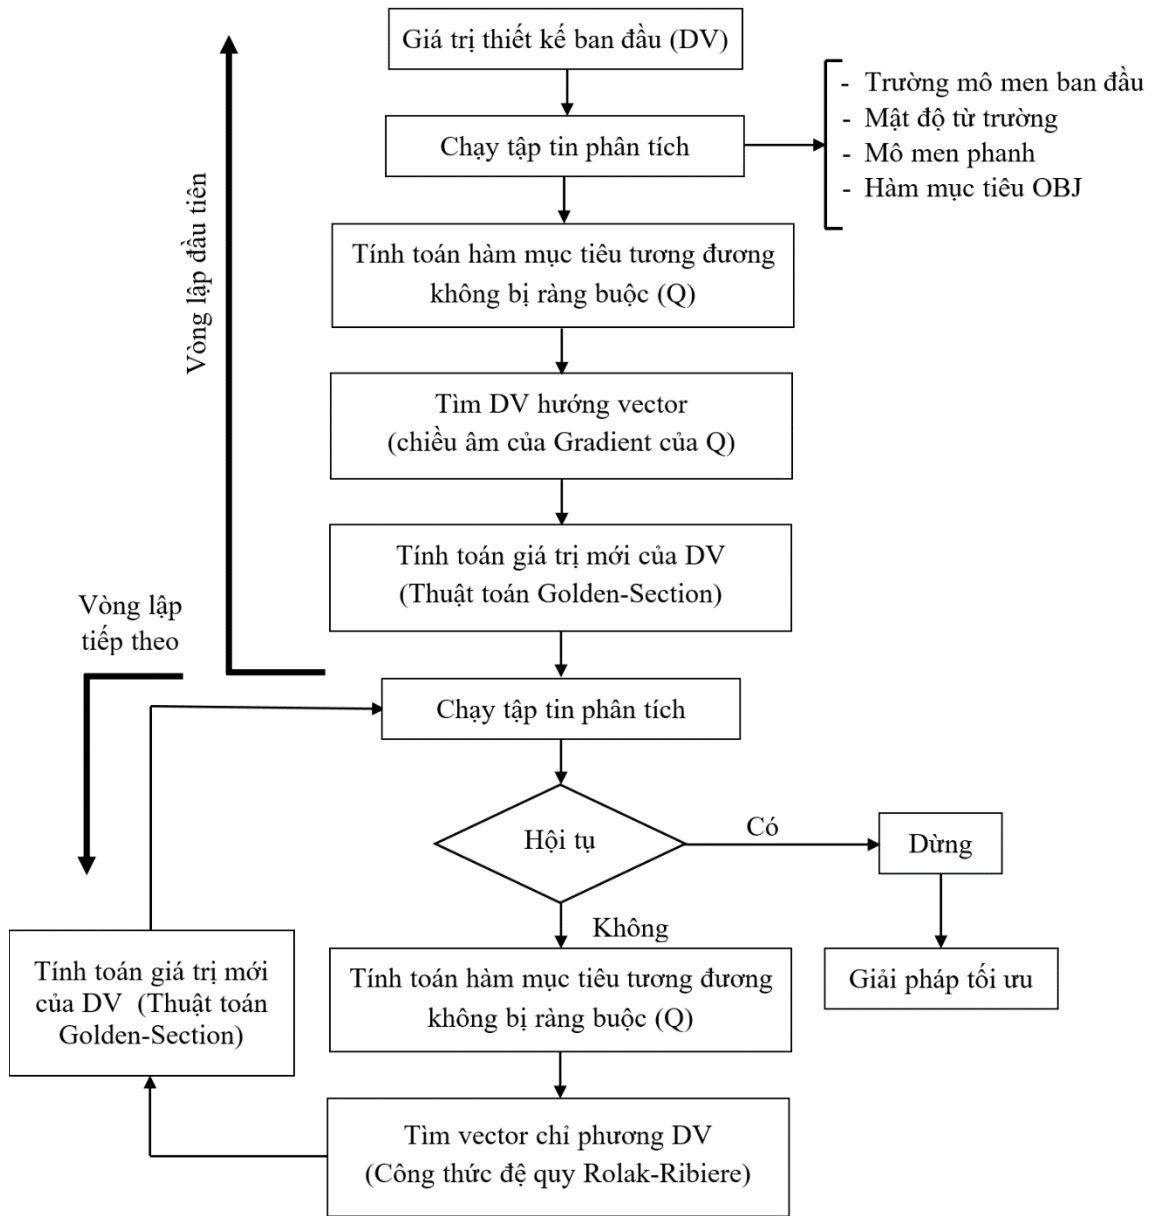 Giá trị thiết kế ban đầu (DV)
Chạy tập tin phân tích
- Trường mô men ban đầu
- Mật độ từ trường
- Mô men phanh
- Hàm mục tiêu OBJ
Vòng lập đầu tiên
Tính toán hàm mục tiêu tương đương
không bị ràng buộc (Q)
Tìm DV hướng vector
(chiều âm của Gradient của Q)
Tính toán giá trị mới của DV
(Thuật toán Golden-Section)
Vòng lập
tiếp theo
Chạy tập tin phân tích
Hội tụ
Có
Dừng
Không
Giải pháp tối ưu
Tính toán hàm mục tiêu tương đương
không bị ràng buộc (Q)
Tìm vector chỉ phương DV
(Công thức đệ quy Rolak-Ribiere)
Tính toán giá trị mới
của DV (Thuật toán
Golden-Section)